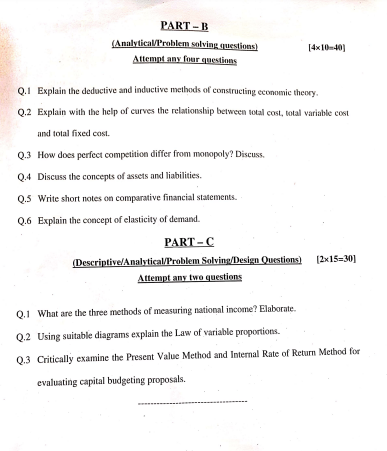 PART – B
(Analytical/Problem solving questions) [4×10=40]
Attempt any four questions
Q.1 Explain the deductive and inductive methods of constructing economic theory.
Q.2 Explain with the help of curves the relationship between total cost, total variable cost
and total fixed cost.
Q.3 How does perfect competition differ from monopoly? Discuss.
Q.4 Discuss the concepts of assets and liabilities.
Q.5 Write short notes on comparative financial statements.
Q.6 Explain the concept of elasticity of demand.
PART – C
(Descriptive/Analytical/Problem Solving/Design Questions) [2×15=30]
Attempt any two questions
Q.1 What are the three methods of measuring national income? Elaborate.
Q.2 Using suitable diagrams explain the Law of variable proportions.
Q.3 Critically examine the Present Value Method and Internal Rate of Return Method for
evaluating capital budgeting proposals.